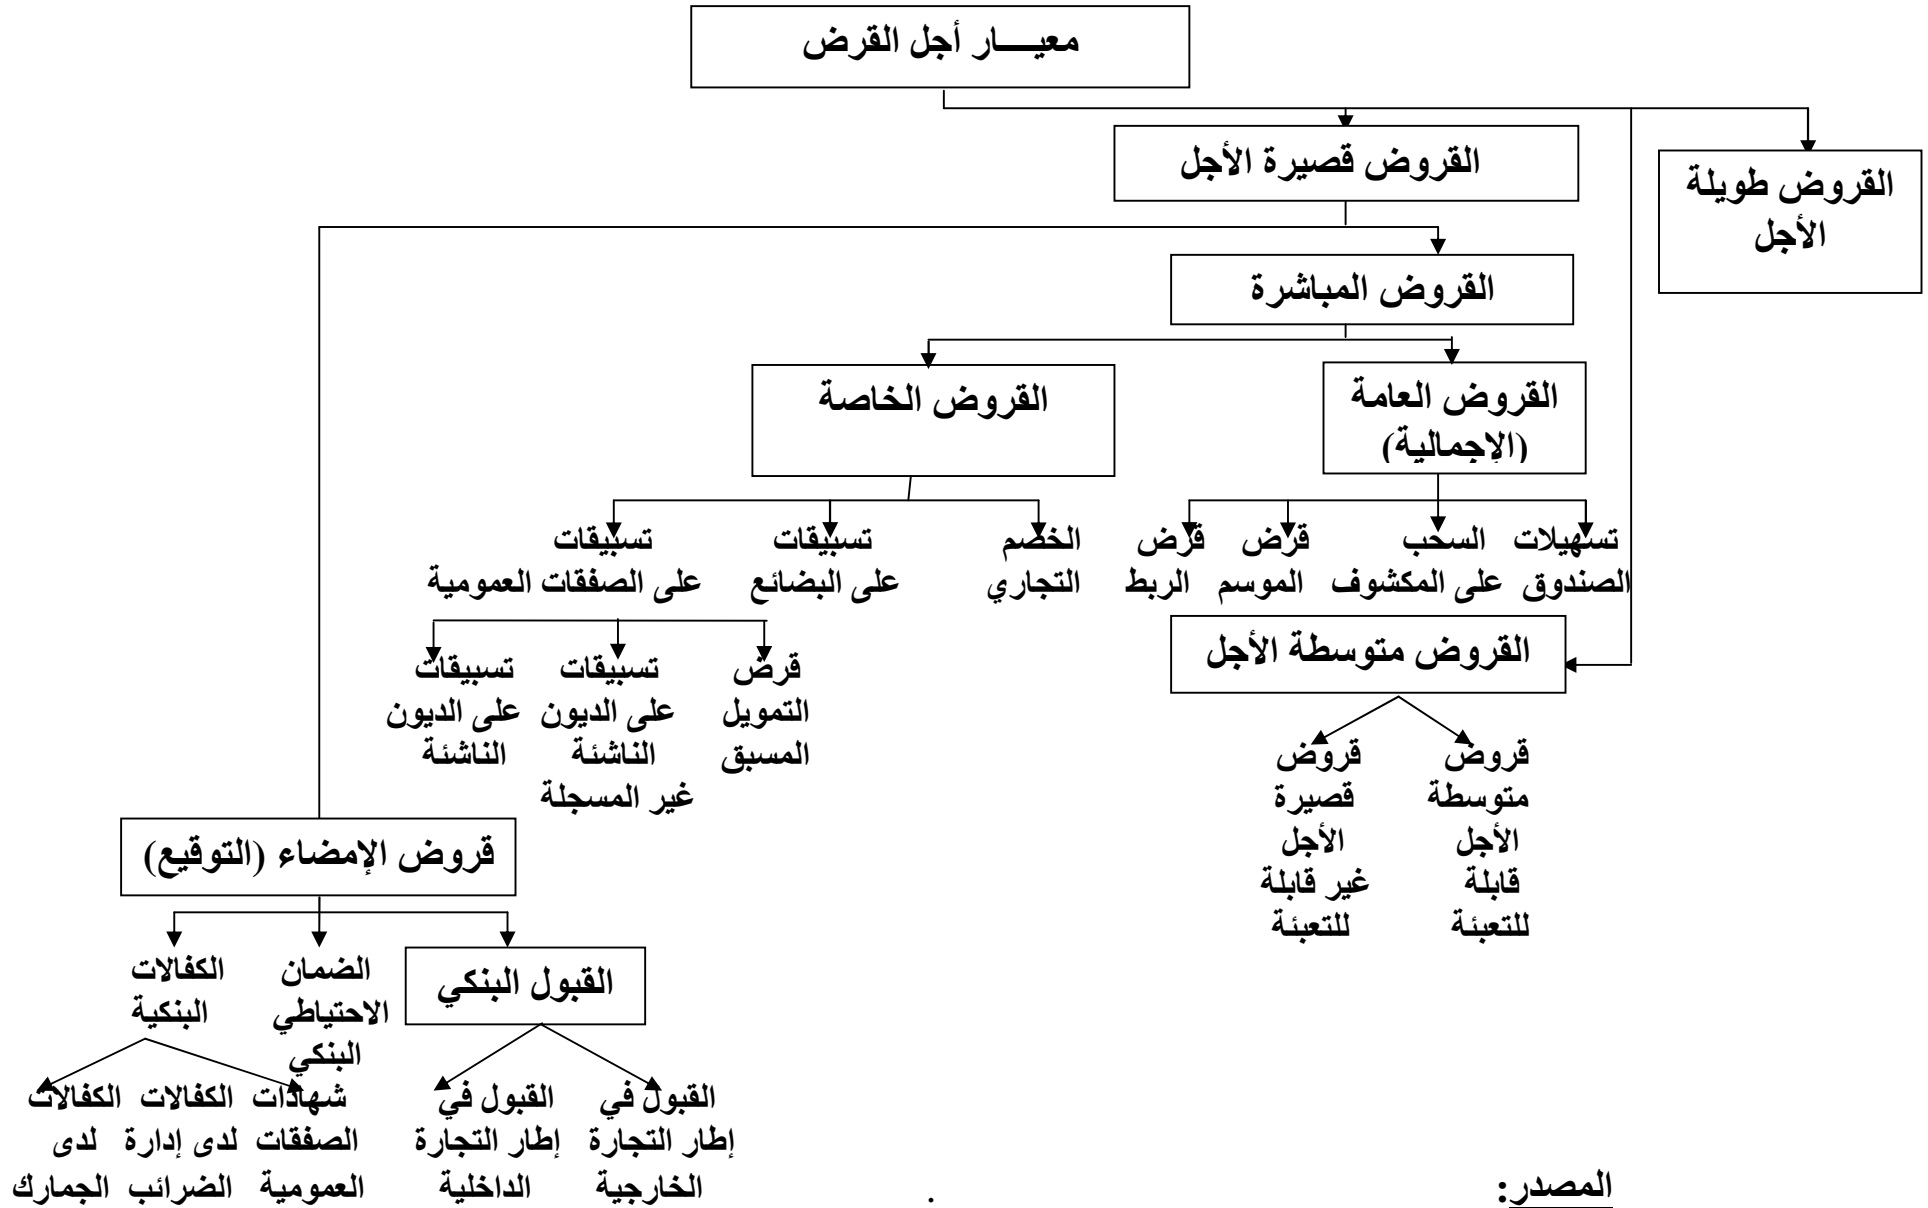 معيـــــار أجل القرض
القروض قصيرة الأجل
القروض طويلة
الأجل
القروض المباشرة
القروض العامة
(الإجمالية)
القروض الخاصة
تسهيلات
الصندوق
السحب
على المكشوف
قرض
الموسم
قرض
الربط
الخصم
التجاري
تسبيقات
على البضائع
تسبيقات
على الصفقات العمومية
القروض متوسطة الأجل
قرض
التمويل
المسبق
تسبيقات
على الديون
الناشئة
غير المسجلة
تسبيقات
على الديون
الناشئة
قروض
متوسطة
الأجل
قابلة
للتعبئة
قروض
قصيرة
الأجل
غير قابلة
للتعبئة
قروض الإمضاء (التوقيع)
القبول البنكي
الضمان
الاحتياطي
البنكي
الكفالات
البنكية
القبول في
إطار التجارة
الخارجية
القبول في
إطار التجارة
الداخلية
شهادات
الصفقات
العمومية
الكفالات
لدى إدارة
الضرائب
الكفالات
لدى
الجمارك
المصدر:
.